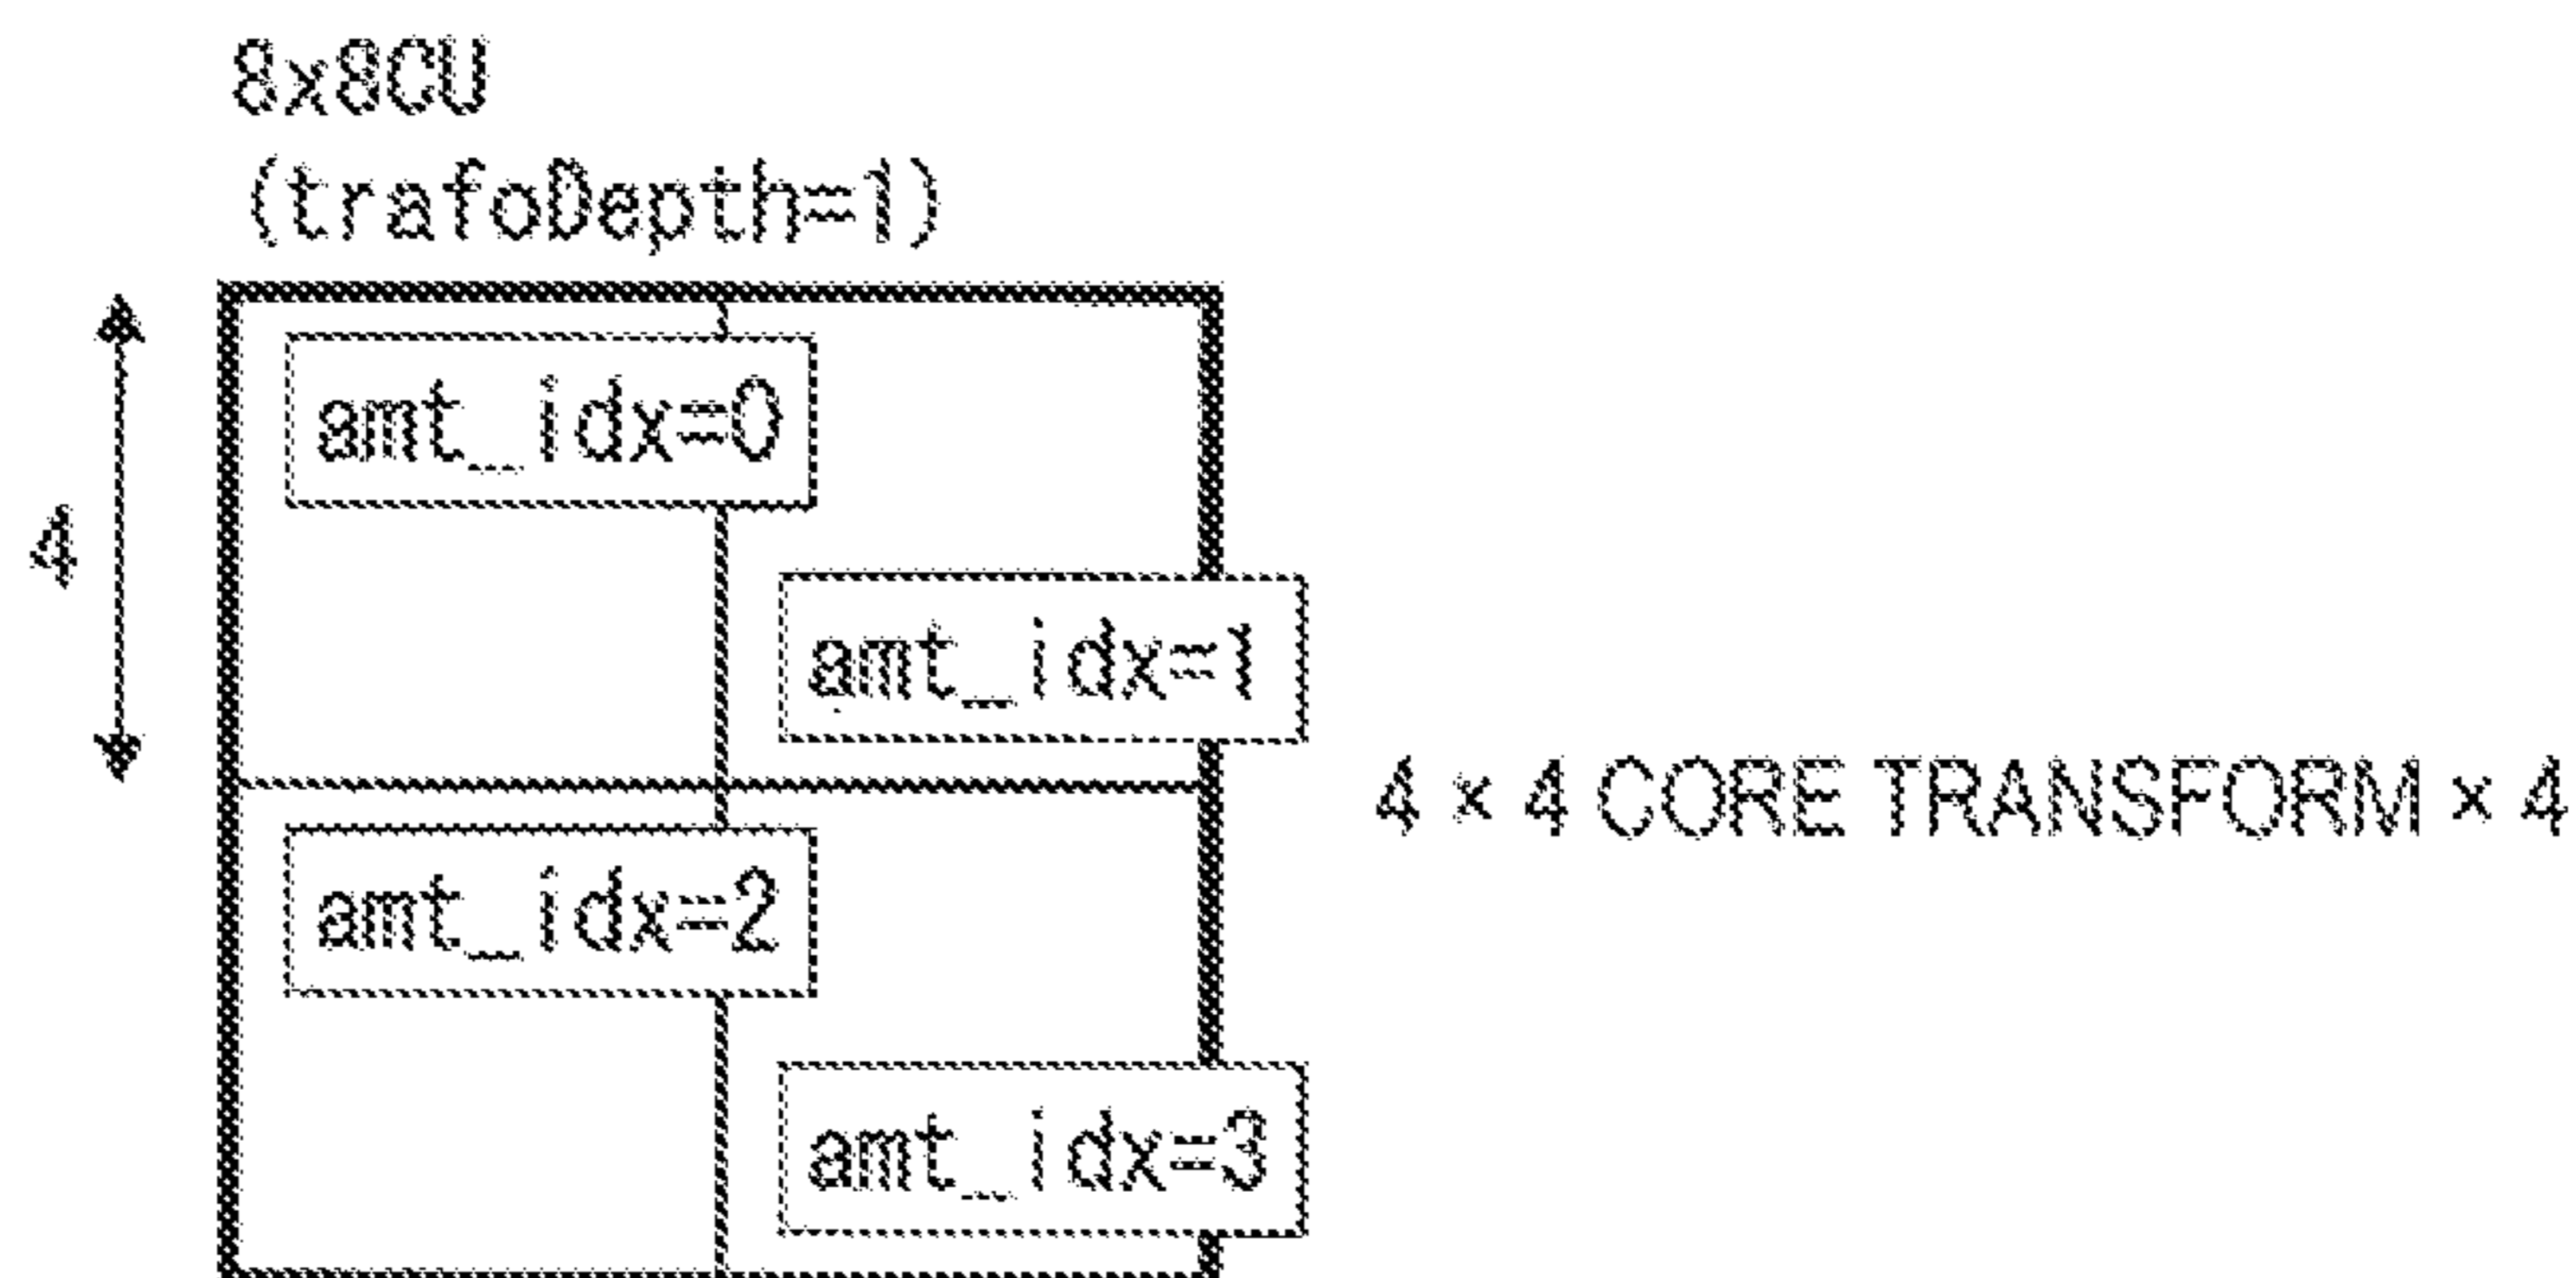 8x8CU
(trafoDepth=1)
4
amt_idx=0
amt_idx=1
4 × 4 CORE TRANSFORM × 4
amt_idx=2
amt_idx=3